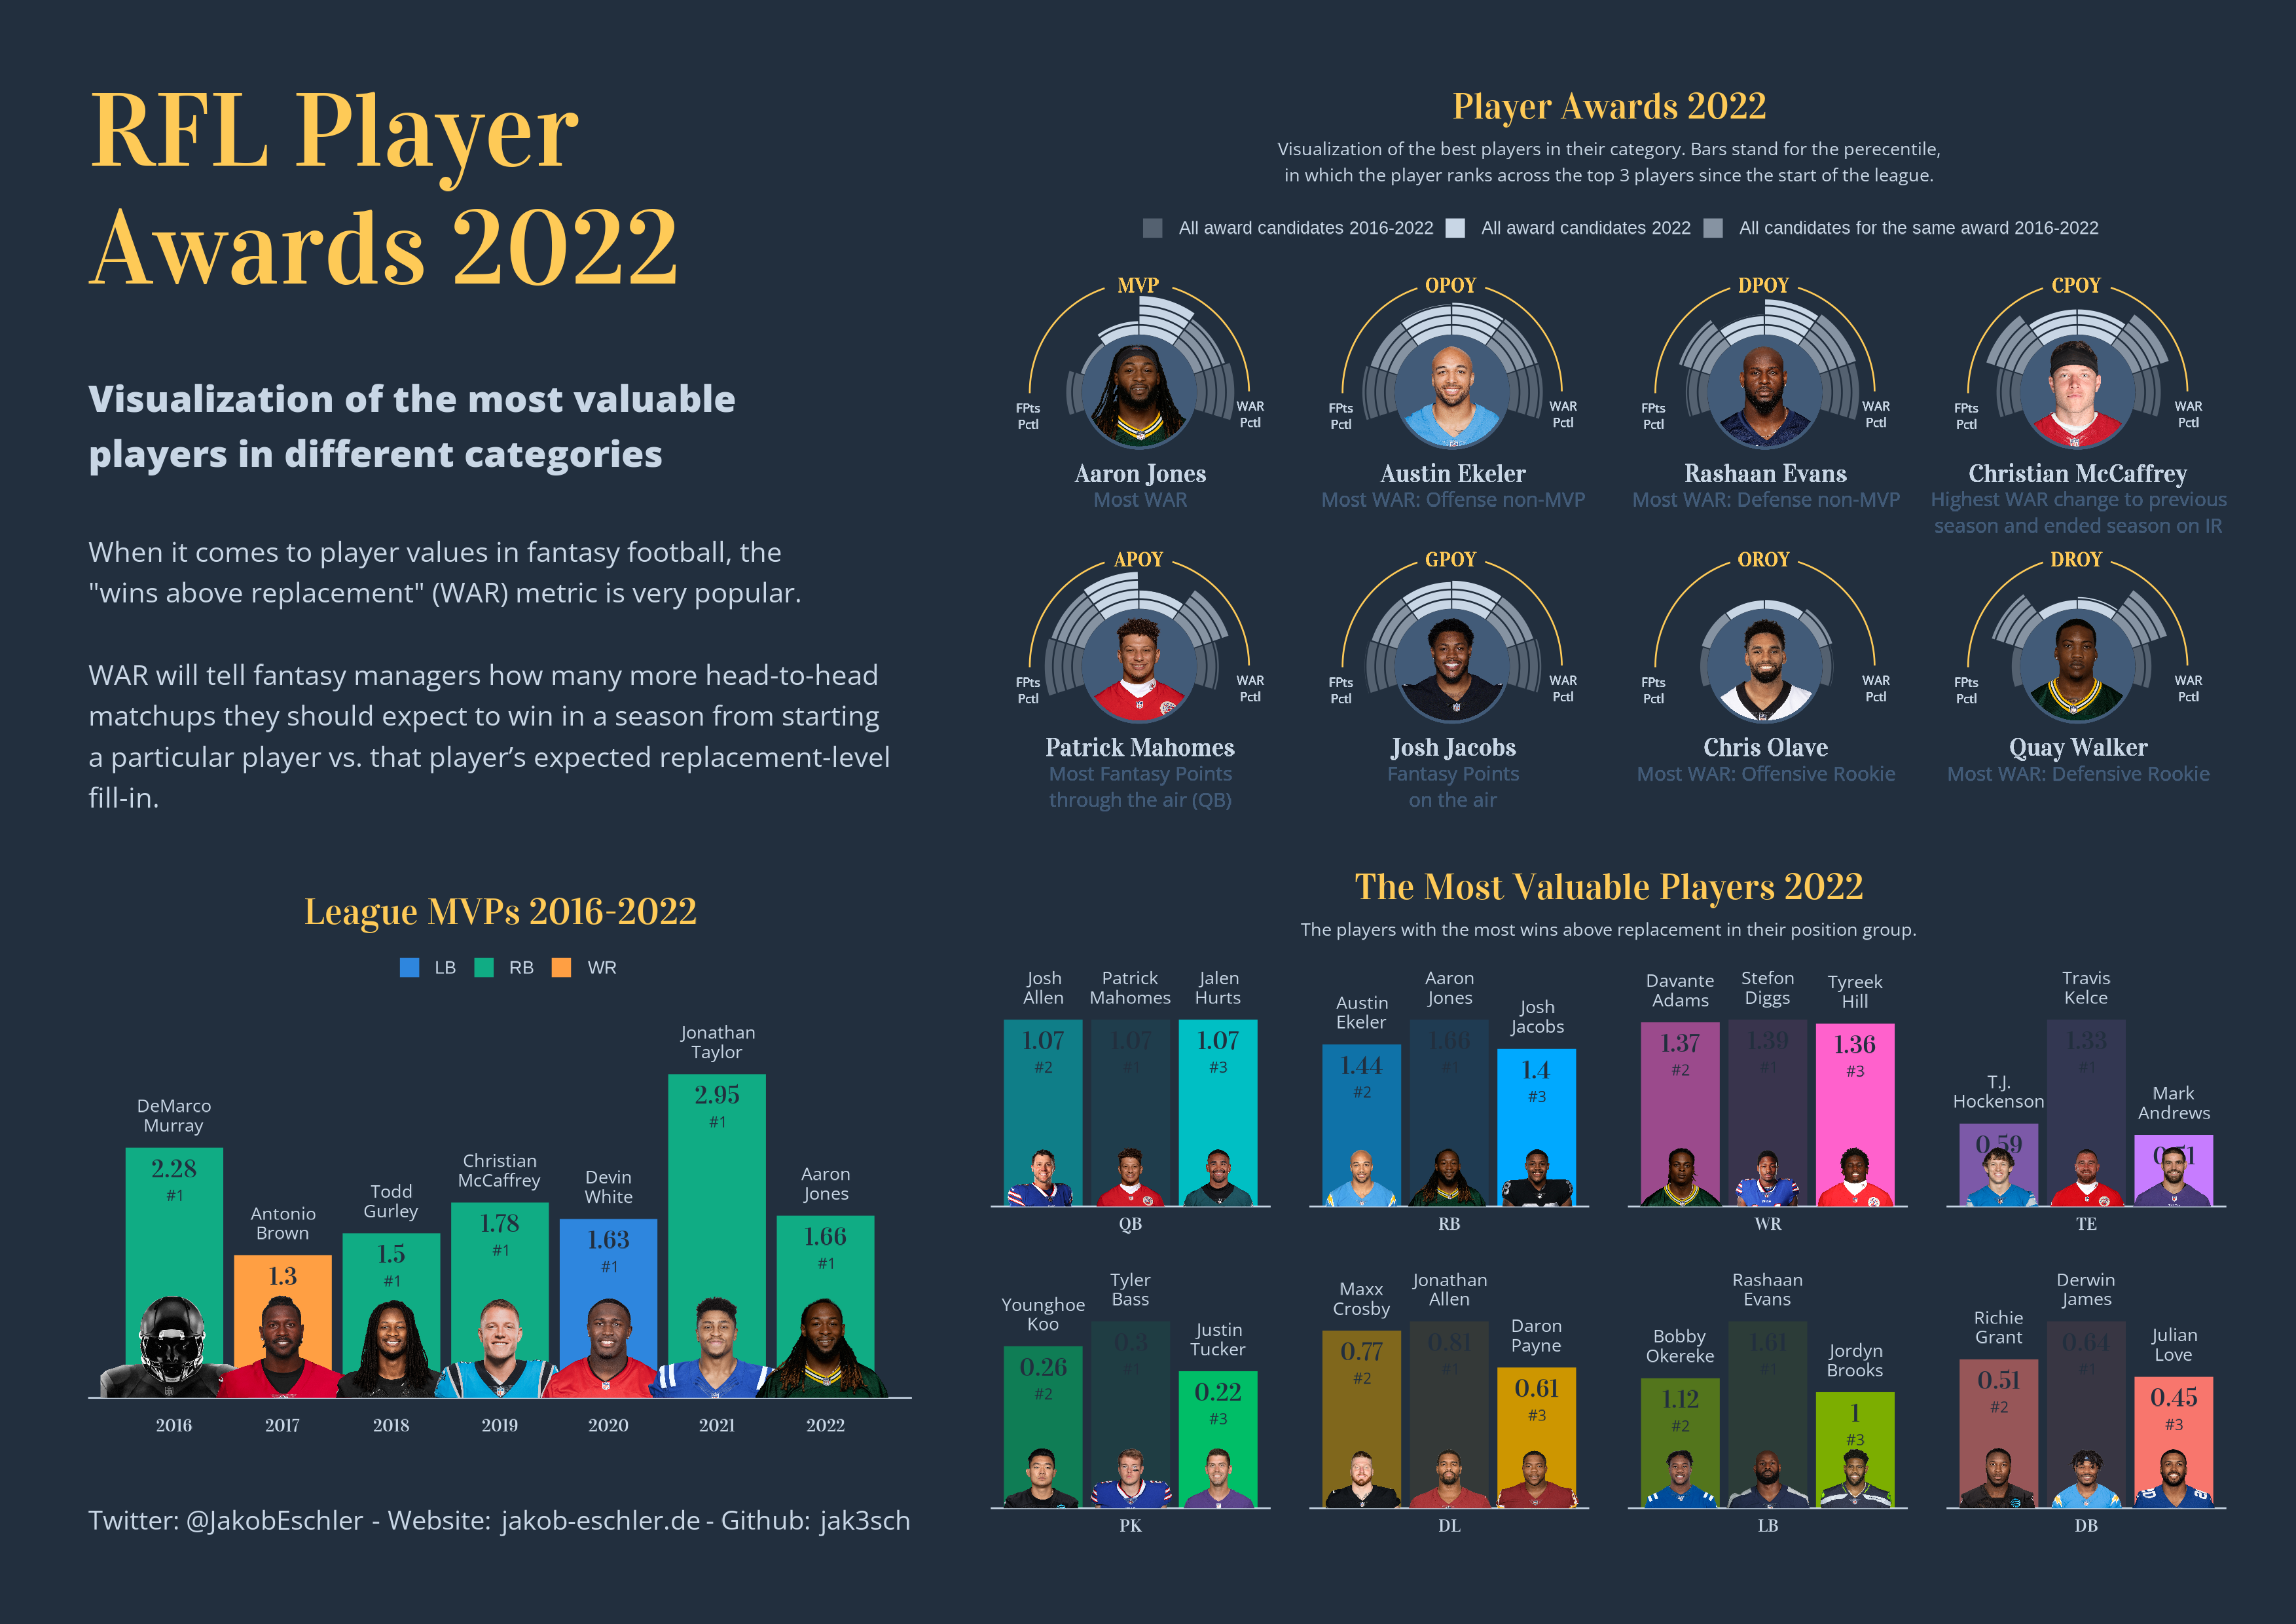 RFL Player
Awards 2022
Visualization of the most valuable
players in different categories
When it comes to player values in fantasy football, the
"wins above replacement" (WAR) metric is very popular.
WAR will tell fantasy managers how many more head-to-head
matchups they should expect to win in a season from starting
a particular player vs. that player’s expected replacement-level
fill-in.
League MVPs 2016-2022
LB RB WR
DeMarco
Murray
2.28
#1
Antonio
Brown
1.3
Todd
Gurley
1.5
#1
Christian
McCaffrey
1.78
#1
Devin
White
1.63
#1
Jonathan
Taylor
2.95
#1
Aaron
Jones
1.66
#1
2016 2017 2018 2019 2020 2021 2022
Twitter: @JakobEschler - Website: jakob-eschler.de - Github: jak3sch
Player Awards 2022
Visualization of the best players in their category. Bars stand for the perecentile,
in which the player ranks across the top 3 players since the start of the league.
All award candidates 2016-2022 All award candidates 2022 All candidates for the same award 2016-2022
MVP
FPts
Pctl
WAR
Pctl
Aaron Jones
Most WAR
OPOY
FPts
Pctl
WAR
Pctl
Austin Ekeler
Most WAR: Offense non-MVP
DPOY
FPts
Pctl
WAR
Pctl
Rashaan Evans
Most WAR: Defense non-MVP
CPOY
FPts
Pctl
WAR
Pctl
Christian McCaffrey
Highest WAR change to previous
season and ended season on IR
APOY
FPts
Pctl
WAR
Pctl
Patrick Mahomes
Most Fantasy Points
through the air (QB)
GPOY
FPts
Pctl
WAR
Pctl
Josh Jacobs
Fantasy Points
on the air
OROY
FPts
Pctl
WAR
Pctl
Chris Olave
Most WAR: Offensive Rookie
DROY
FPts
Pctl
WAR
Pctl
Quay Walker
Most WAR: Defensive Rookie
The Most Valuable Players 2022
The players with the most wins above replacement in their position group.
Josh
Allen
1.07
#2
Patrick
Mahomes
1.07
#1
Jalen
Hurts
1.07
#3
QB
Austin
Ekeler
1.44
#2
Aaron
Jones
1.66
#1
Josh
Jacobs
1.4
#3
RB
Davante
Adams
1.37
#2
Stefon
Diggs
1.39
#1
Tyreek
Hill
1.36
#3
WR
T.J.
Hockenson
0.59
Travis
Kelce
1.33
#1
Mark
Andrews
TE
Younghoe
Koo
0.26
#2
Tyler
Bass
0.3
#1
Justin
Tucker
0.22
#3
PK
Maxx
Crosby
0.77
#2
Jonathan
Allen
0.81
#1
Daron
Payne
0.61
#3
DL
Bobby
Okereke
1.12
#2
Rashaan
Evans
1.61
#1
Jordyn
Brooks
1
#3
LB
Richie
Grant
0.51
#2
Derwin
James
0.64
#1
Julian
Love
0.45
#3
DB